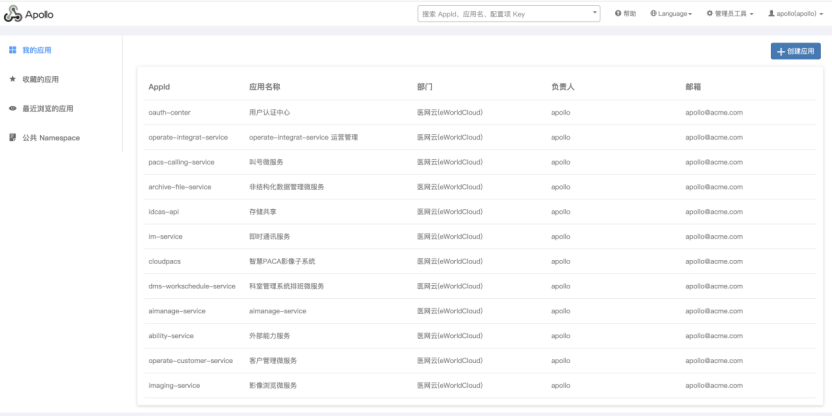 Apollo
搜索 AppId、应用名、配置项 Key
帮助 Language 管理员工具 apollo(apollo)
我的应用
收藏的应用
最近浏览的应用
公共 Namespace
创建应用
AppId 应用名称 部门 负责人 邮箱
oauth-center 用户认证中心 医网云(eWorldCloud) apollo apollo@acme.com
operate-integrat-service operate-integrat-service 运营管理 医网云(eWorldCloud) apollo apollo@acme.com
pacs-calling-service 叫号微服务 医网云(eWorldCloud) apollo apollo@acme.com
archive-file-service 非结构化数据管理微服务 医网云(eWorldCloud) apollo apollo@acme.com
idcas-api 存储共享 医网云(eWorldCloud) apollo apollo@acme.com
im-service 即时通讯服务 医网云(eWorldCloud) apollo apollo@acme.com
cloudpacs 智慧PACA影像子系统 医网云(eWorldCloud) apollo apollo@acme.com
dms-workschedule-service 科室管理系统排班微服务 医网云(eWorldCloud) apollo apollo@acme.com
aimanage-service aimanage-service 医网云(eWorldCloud) apollo apollo@acme.com
ability-service 外部能力服务 医网云(eWorldCloud) apollo apollo@acme.com
operate-customer-service 客户管理微服务 医网云(eWorldCloud) apollo apollo@acme.com
imaging-service 影像浏览微服务 医网云(eWorldCloud) apollo apollo@acme.com